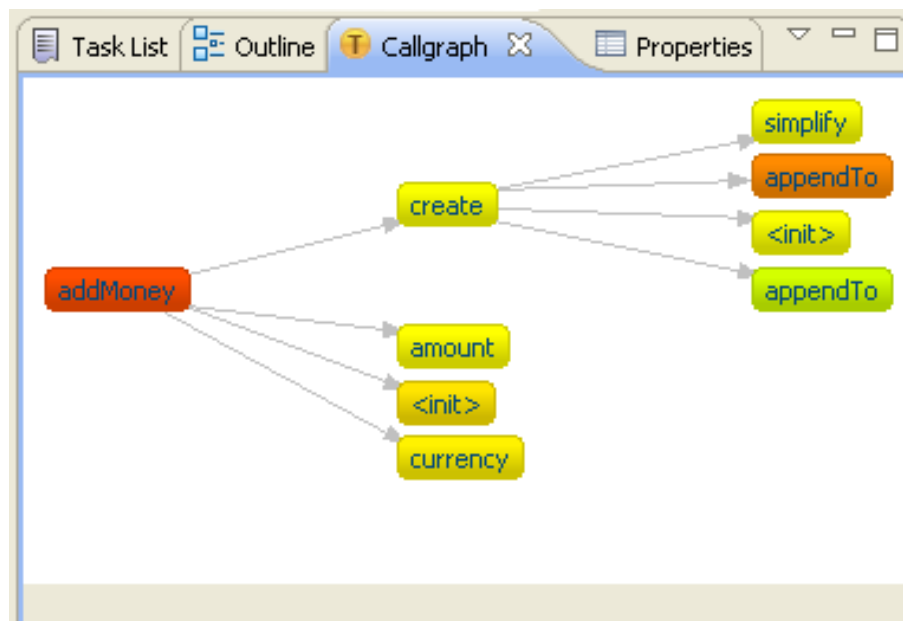 Task List Outline T Callgraph Properties
simplify
appendTo
create
<init>
addMoney
appendTo
amount
<init>
currency